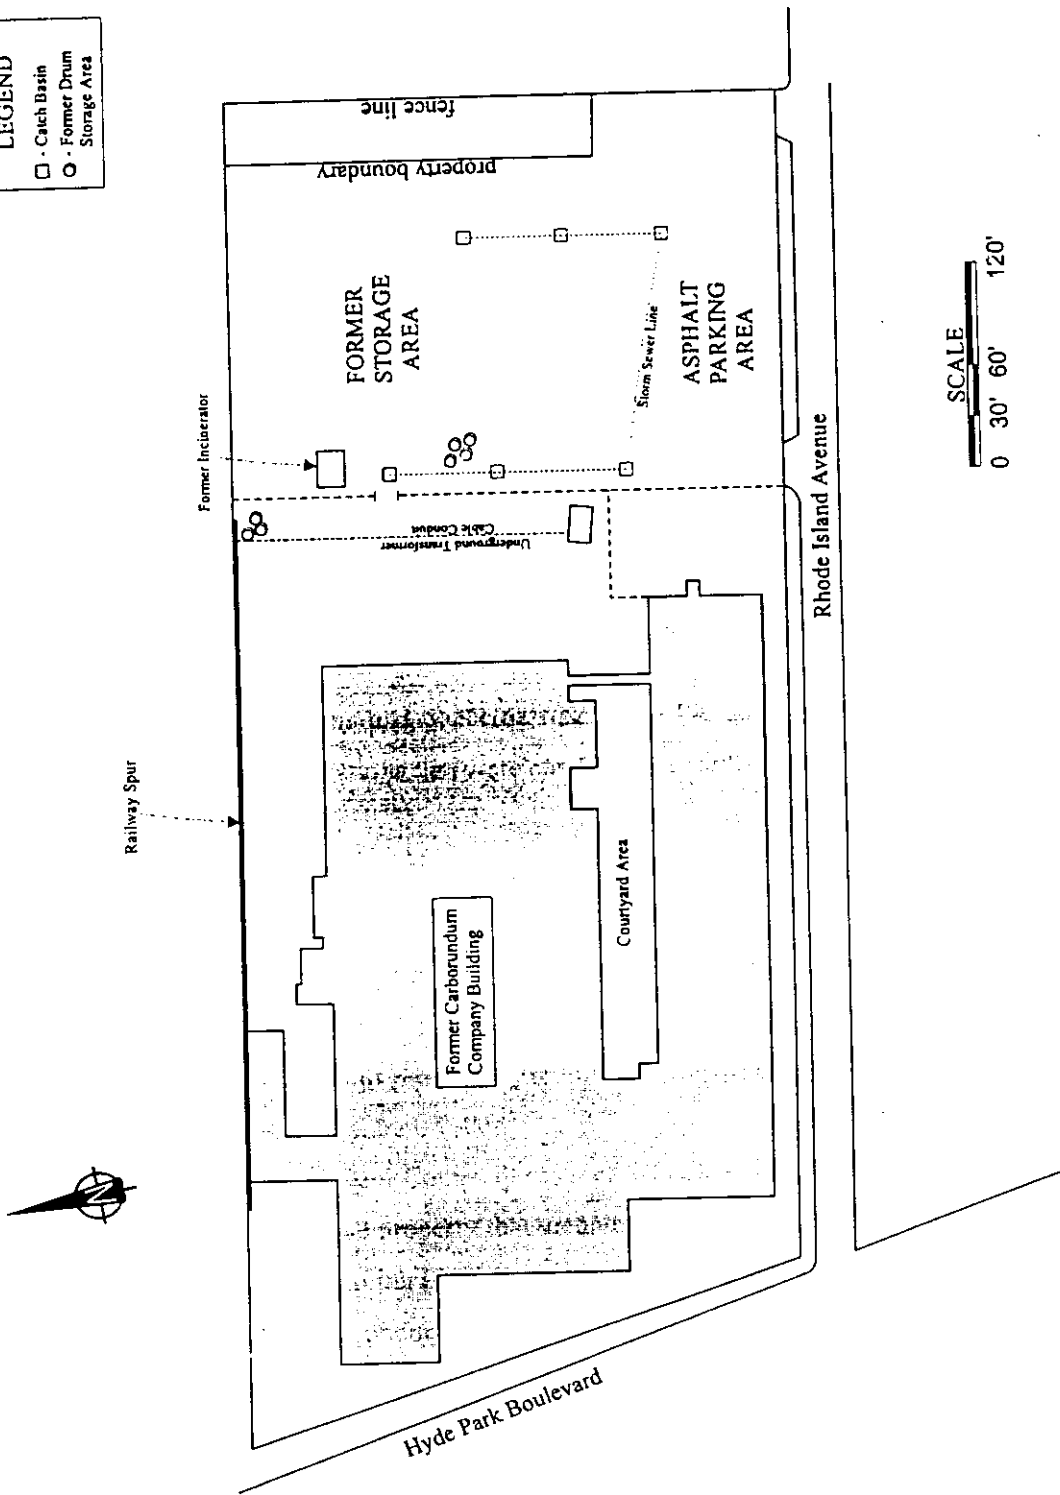 LEGEND
- Catch Basin
- Former Drum
Storage Area
fence line
property boundary
Former Incinerator
FORMER
STORAGE
AREA
Storm Sewer Line
ASPHALT
PARKING
AREA
Underground Transformer
Cable Conduit
Railway Spur
Former Carborundum
Company Building
Courtyard Area
Rhode Island Avenue
Hyde Park Boulevard
N
SCALE
0 30' 60' 120'